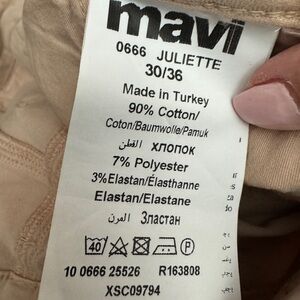 mavi
0666 JULIETTE
30/36
Made in Turkey
90% Cotton/
Coton/Baumwolle/Pamuk
القطن хлопок
7% Polyester
3%Elastan/Élasthanne
Elastan/Elastane
Эластан
40 P
10 0666 25526 R163808
XSC09794